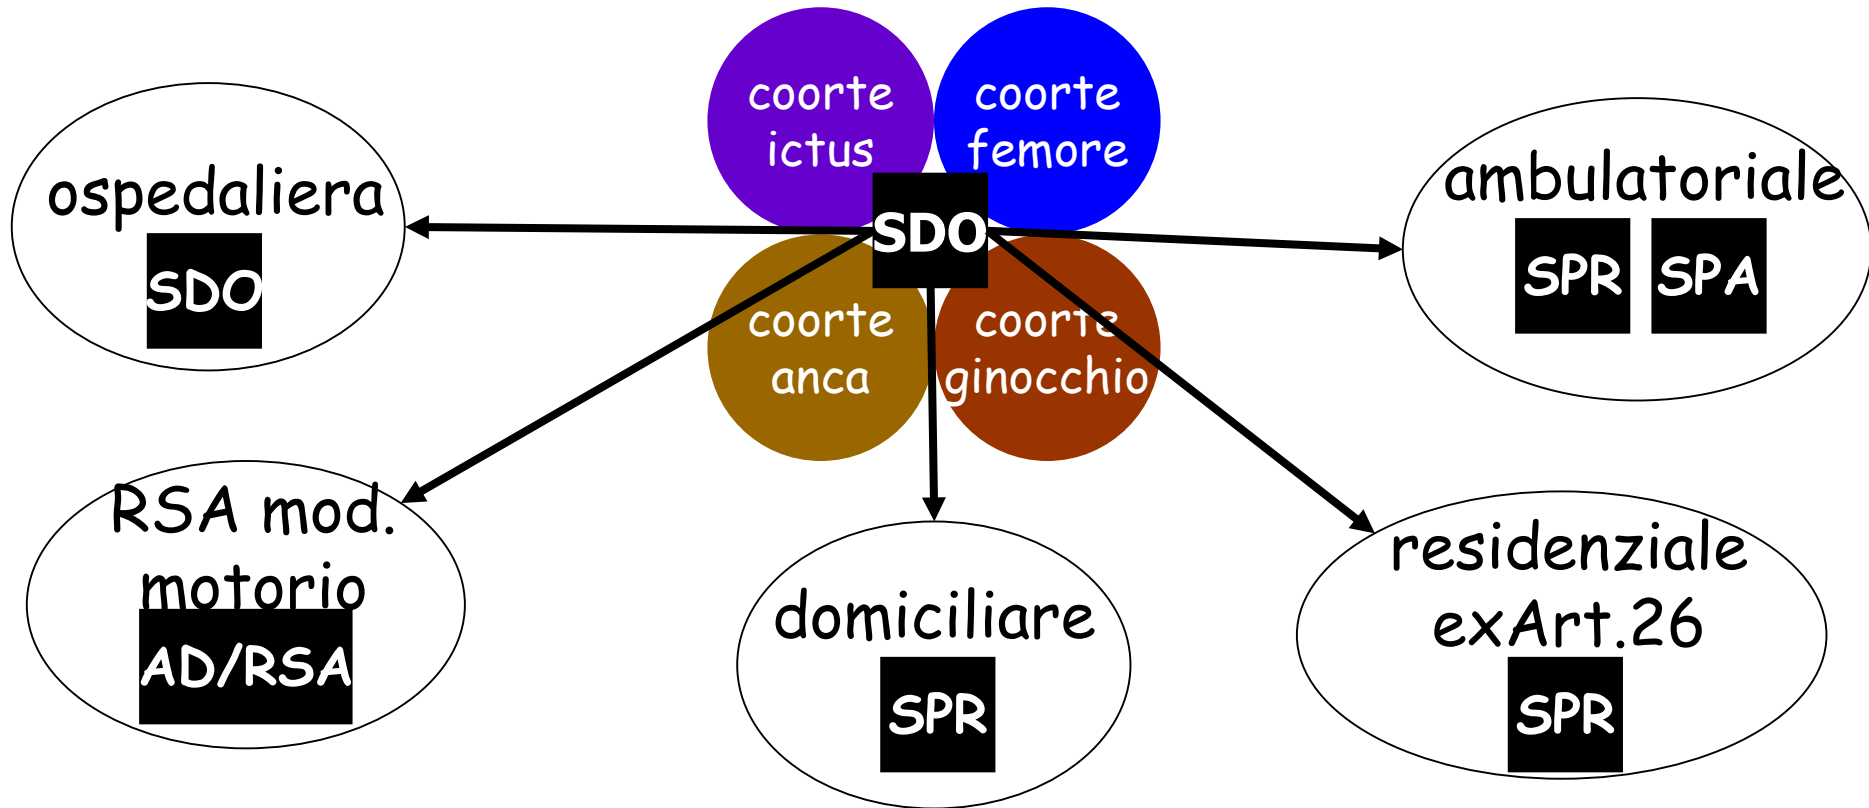 coorte
ictus
coorte
femore
SDO
coorte
anca
coorte
ginocchio
ospedaliera
SDO
ambulatoriale
SPR SPA
RSA mod.
motorio
AD/RSA
domiciliare
SPR
residenziale
exArt.26
SPR